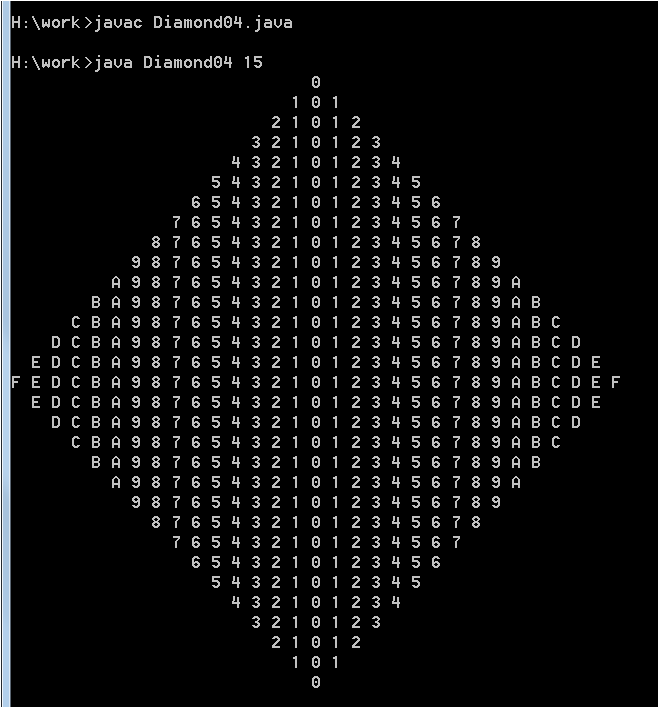 H:\work>javac Diamond04.java
H:\work>java Diamond04 15
0
1 0 1
2 1 0 1 2
3 2 1 0 1 2 3
4 3 2 1 0 1 2 3 4
5 4 3 2 1 0 1 2 3 4 5
6 5 4 3 2 1 0 1 2 3 4 5 6
7 6 5 4 3 2 1 0 1 2 3 4 5 6 7
8 7 6 5 4 3 2 1 0 1 2 3 4 5 6 7 8
9 8 7 6 5 4 3 2 1 0 1 2 3 4 5 6 7 8 9
A 9 8 7 6 5 4 3 2 1 0 1 2 3 4 5 6 7 8 9 A
B A 9 8 7 6 5 4 3 2 1 0 1 2 3 4 5 6 7 8 9 A B
C B A 9 8 7 6 5 4 3 2 1 0 1 2 3 4 5 6 7 8 9 A B C
D C B A 9 8 7 6 5 4 3 2 1 0 1 2 3 4 5 6 7 8 9 A B C D
E D C B A 9 8 7 6 5 4 3 2 1 0 1 2 3 4 5 6 7 8 9 A B C D E
F E D C B A 9 8 7 6 5 4 3 2 1 0 1 2 3 4 5 6 7 8 9 A B C D E F
E D C B A 9 8 7 6 5 4 3 2 1 0 1 2 3 4 5 6 7 8 9 A B C D E
D C B A 9 8 7 6 5 4 3 2 1 0 1 2 3 4 5 6 7 8 9 A B C D
C B A 9 8 7 6 5 4 3 2 1 0 1 2 3 4 5 6 7 8 9 A B C
B A 9 8 7 6 5 4 3 2 1 0 1 2 3 4 5 6 7 8 9 A B
A 9 8 7 6 5 4 3 2 1 0 1 2 3 4 5 6 7 8 9 A
9 8 7 6 5 4 3 2 1 0 1 2 3 4 5 6 7 8 9
8 7 6 5 4 3 2 1 0 1 2 3 4 5 6 7 8
7 6 5 4 3 2 1 0 1 2 3 4 5 6 7
6 5 4 3 2 1 0 1 2 3 4 5 6
5 4 3 2 1 0 1 2 3 4 5
4 3 2 1 0 1 2 3 4
3 2 1 0 1 2 3
2 1 0 1 2
1 0 1
0